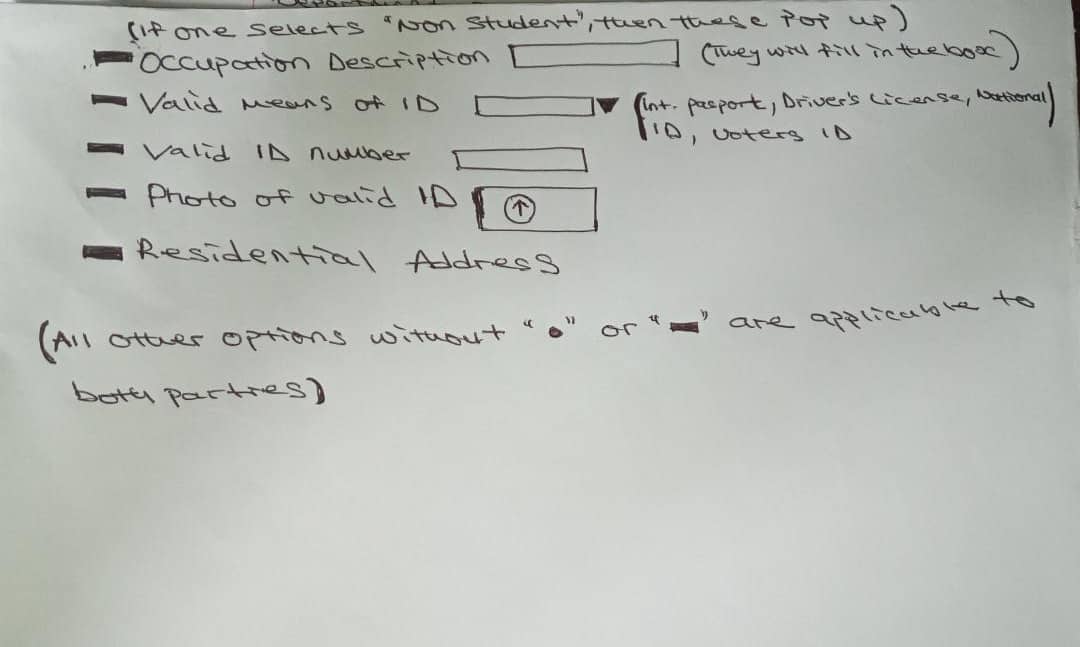 (If one selects "Non Student", then these pop up)
Occupation Description (They will fill in the box)
Valid means of ID (Int. pasport, Driver's License, National
ID, Voters ID)
Valid ID number
Photo of valid ID
Residential Address
(All other options without "•" or "-" are applicable to
both parties)